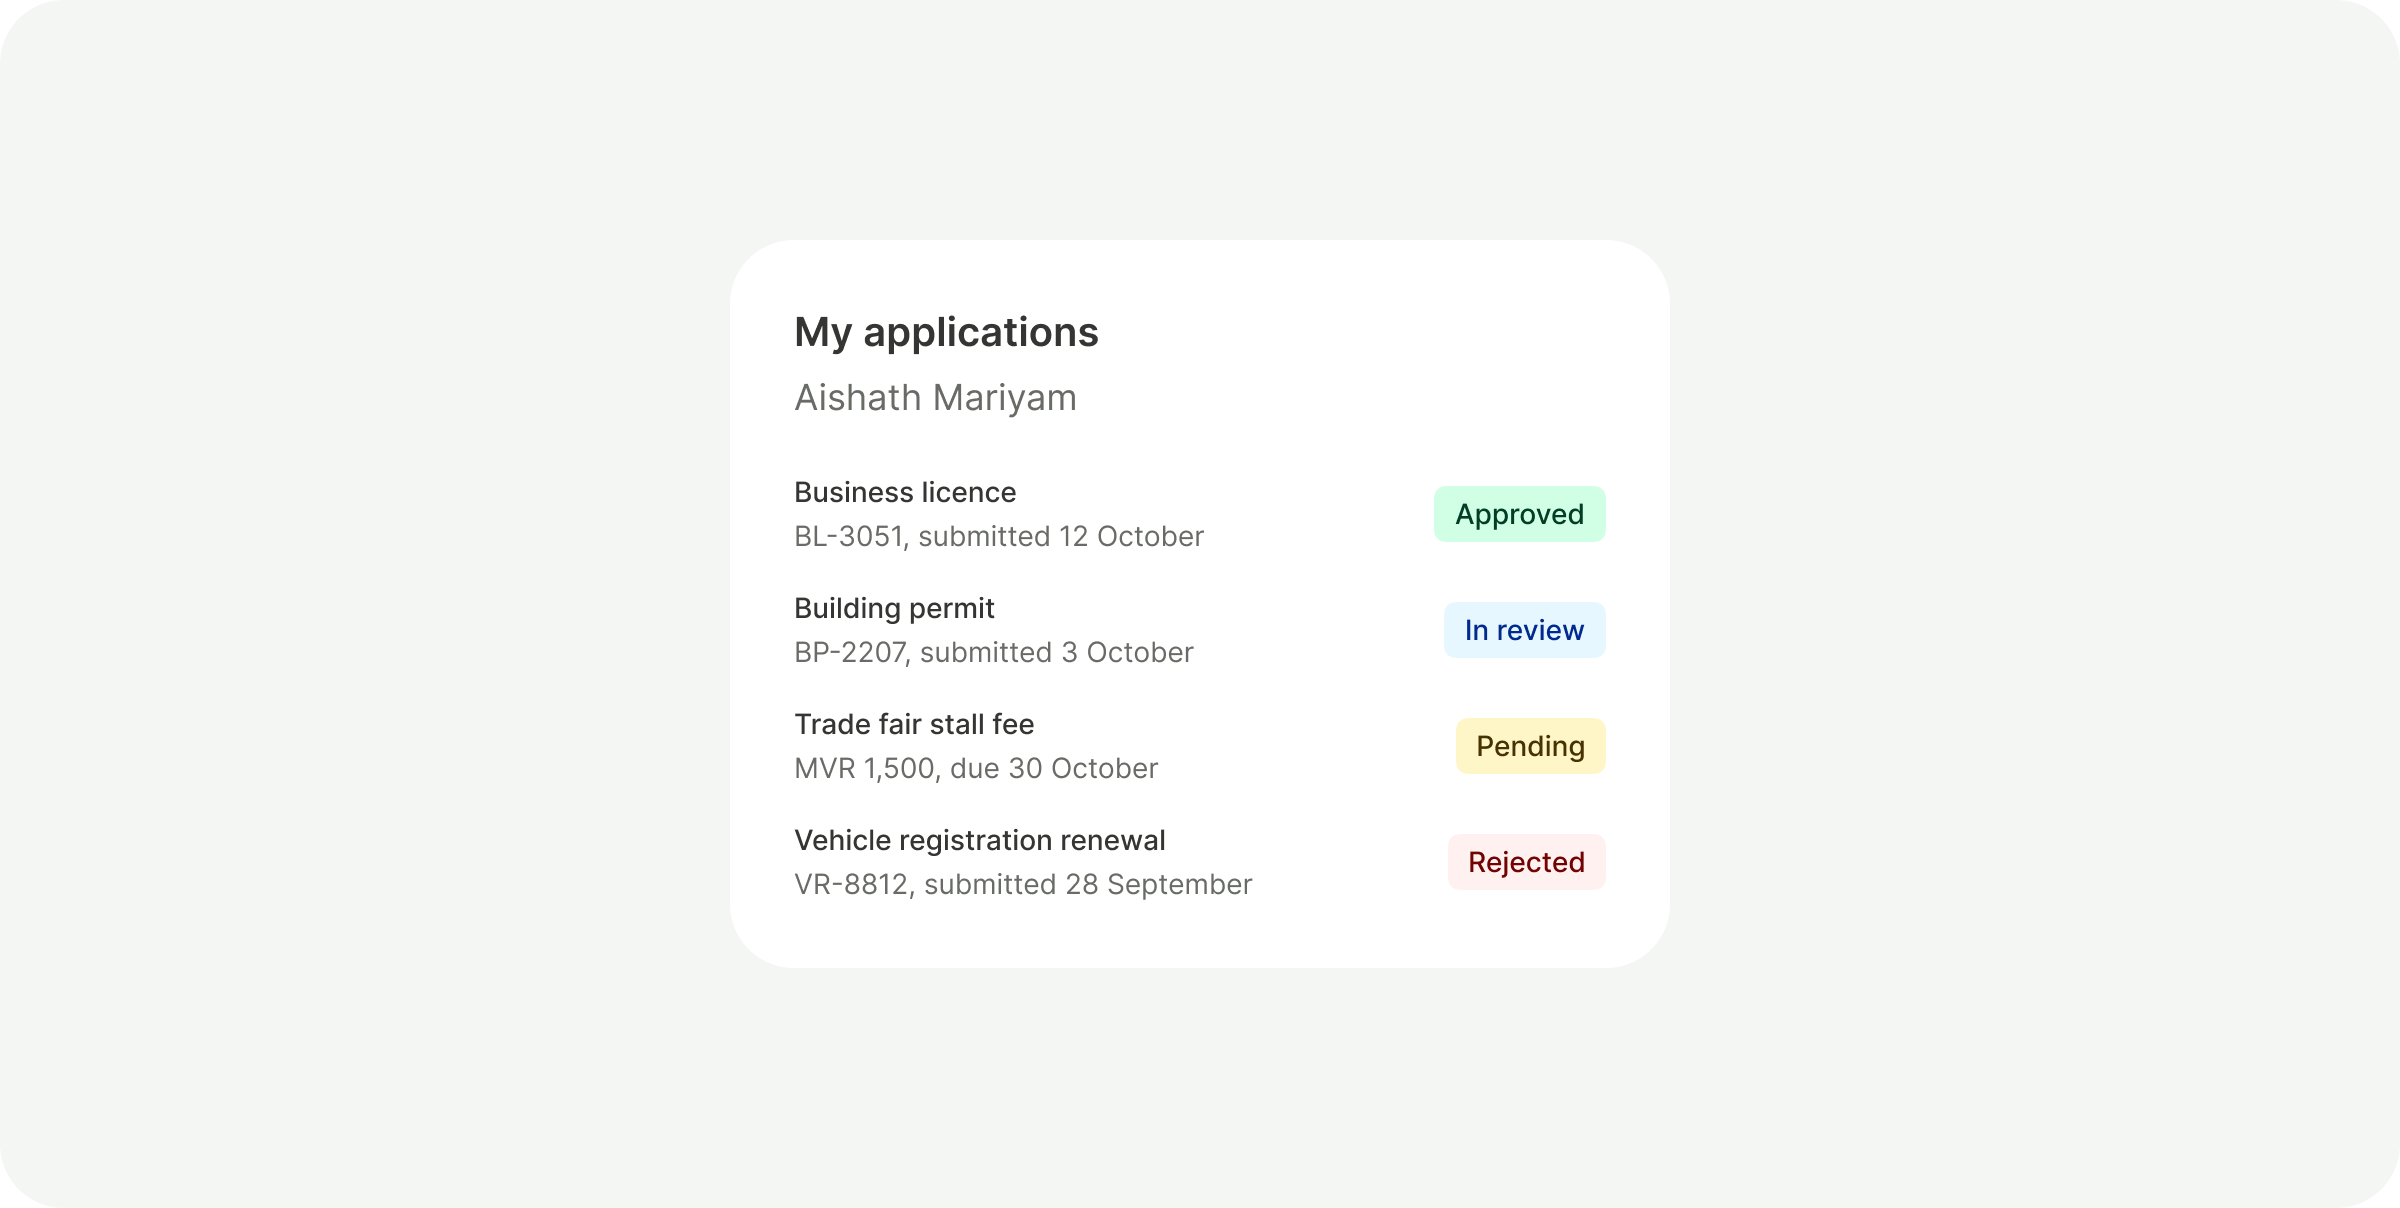 My applications
Aishath Mariyam
Business licence
BL-3051, submitted 12 October
Approved
Building permit
BP-2207, submitted 3 October
In review
Trade fair stall fee
MVR 1,500, due 30 October
Pending
Vehicle registration renewal
VR-8812, submitted 28 September
Rejected